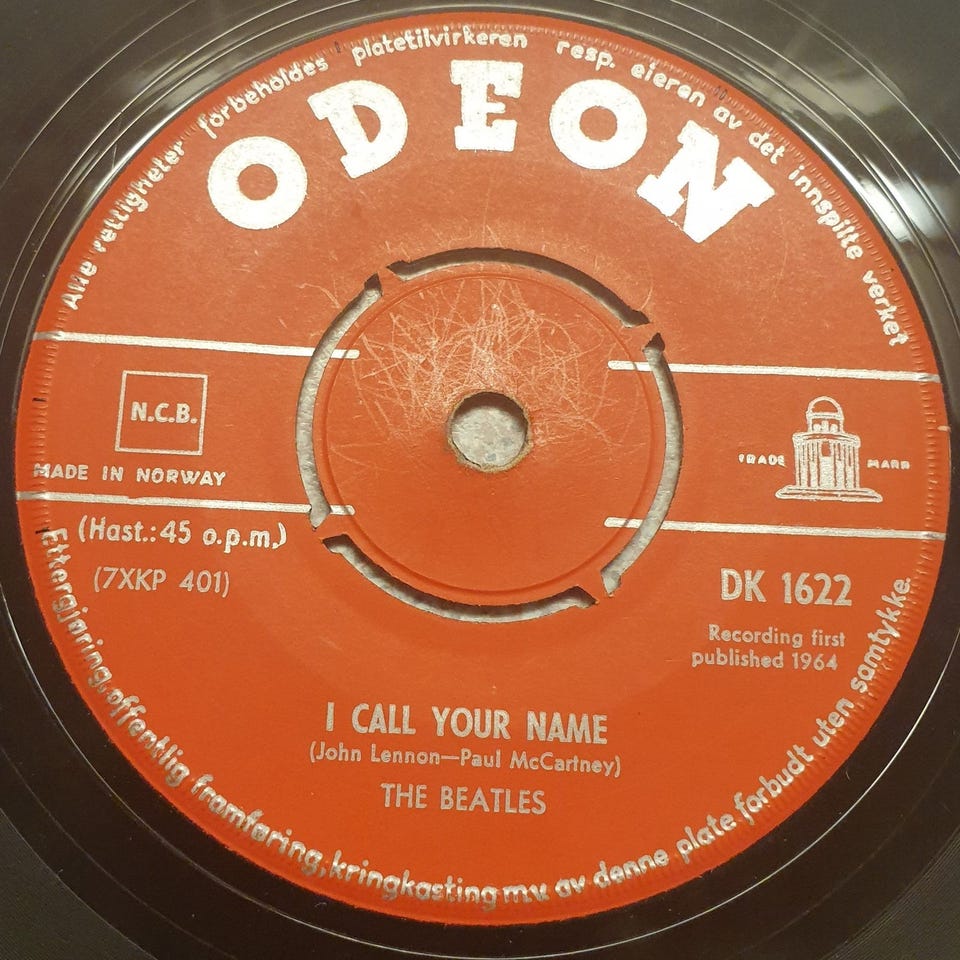 Alle rettigheter forbeholdes platetilvirkeren resp. eieren av det innspilte verket
ODEON
N.C.B.
MADE IN NORWAY
TRADE MARK
(Hast.: 45 o.p.m.)
(7XKP 401)
DK 1622
Recording first
published 1964
I CALL YOUR NAME
(John Lennon—Paul McCartney)
THE BEATLES
Ettergjøring, offentlig framføring, kringkasting m.v. av denne plate forbudt uten samtykke.